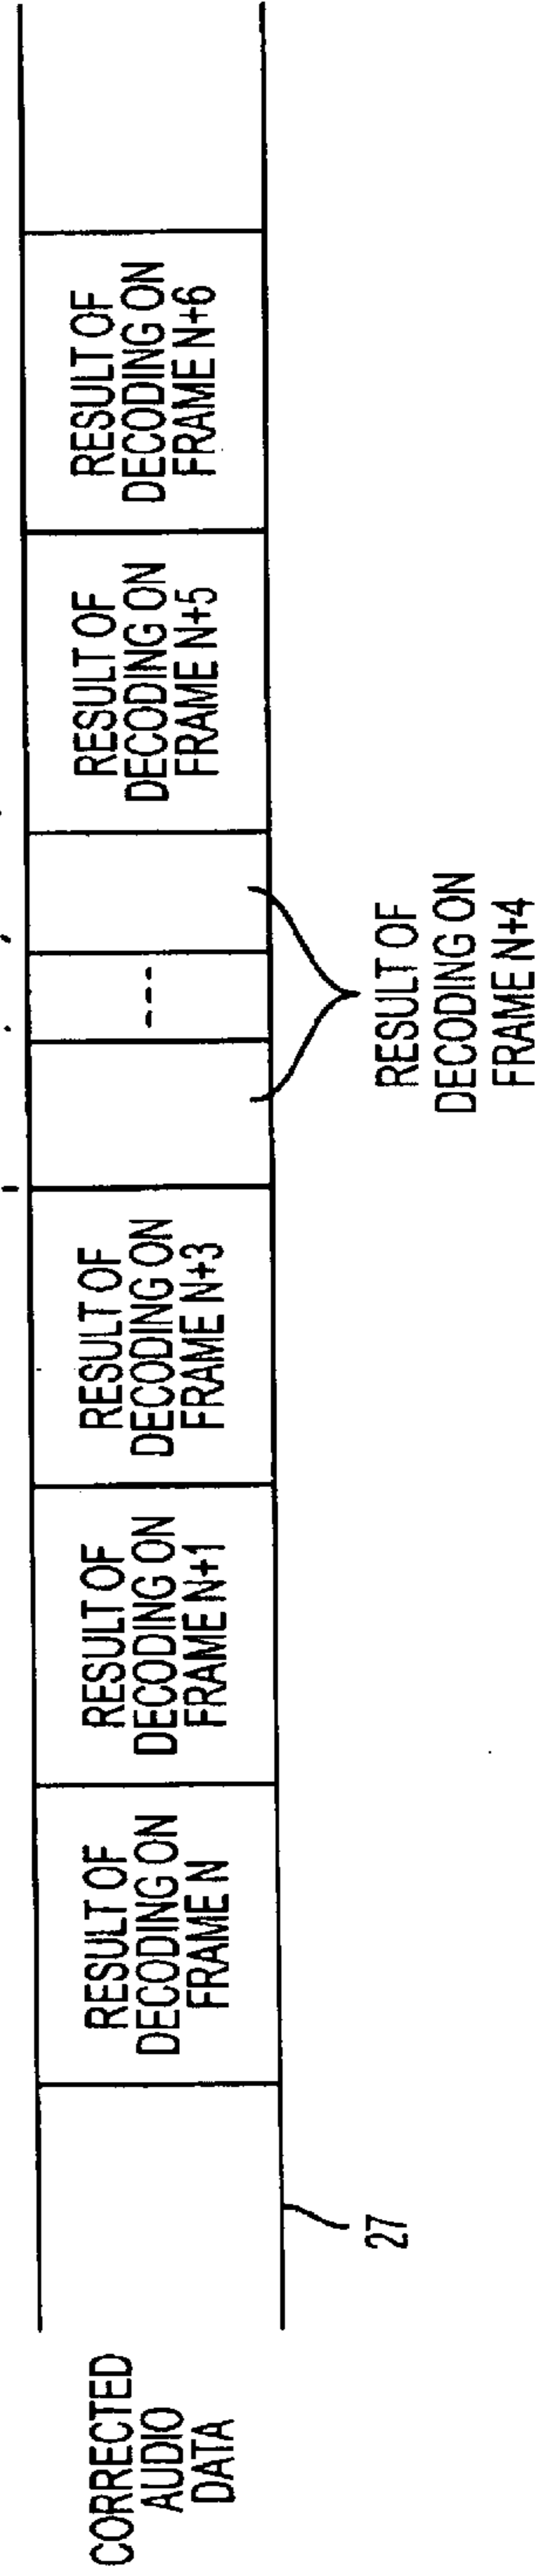 CORRECTED
AUDIO
DATA
27
RESULT OF
DECODING ON
FRAME N
RESULT OF
DECODING ON
FRAME N+1
RESULT OF
DECODING ON
FRAME N+3
---
RESULT OF
DECODING ON
FRAME N+4
RESULT OF
DECODING ON
FRAME N+5
RESULT OF
DECODING ON
FRAME N+6